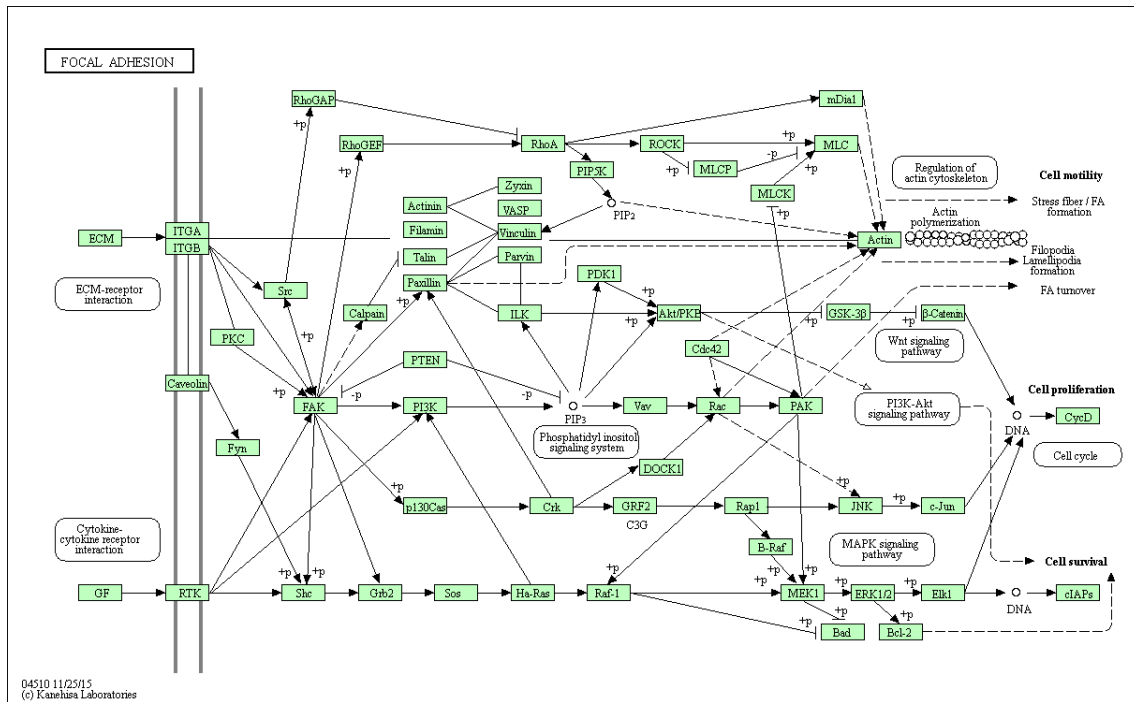 FOCAL ADHESION
RhoGAP
mDia1
+p
RhoGEF
RhoA
ROCK
+p
MLC
+p
-p
+p
MLCP
+p
PIP5K
MLCK
+p
PIP2
Regulation of
actin cytoskeleton
Cell motility
Stress fiber / FA
formation
Actin
polymerization
Zyxin
Actinin
VASP
Filamin
Vinculin
Talin
Parvin
Paxillin
Actin
Filopodia
Lamellipodia
formation
FA turnover
ECM
ITGA
ITGB
ECM-receptor
interaction
Src
PDK1
+p
Calpain
ILK
+p
Akt/PKB
+p
GSK-3β
+p
β-Catenin
+p
PKC
Cdc42
Wnt signaling
pathway
PTEN
Caveolin
+p
-p
-p
Cell proliferation
FAK
PI3K
PIP3
Vav
Rac
PAK
PI3K-Akt
signaling pathway
DNA
CycD
Phosphatidyl inositol
signaling system
Fyn
Cell cycle
DOCK1
+p
p130Cas
Crk
GRF2
C3G
Rap1
+p
JNK
+p
c-Jun
Cytokine-
cytokine receptor
interaction
B-Raf
MAPK signaling
pathway
Cell survival
+p
+p
+p
+p
+p
+p
+p
GF
RTK
Shc
Grb2
Sos
Ha-Ras
Raf-1
MEK1
ERK1/2
Elk1
DNA
cIAPs
+p
+p
+p
Bad
Bcl-2
04510 11/25/15
(c) Kanehisa Laboratories